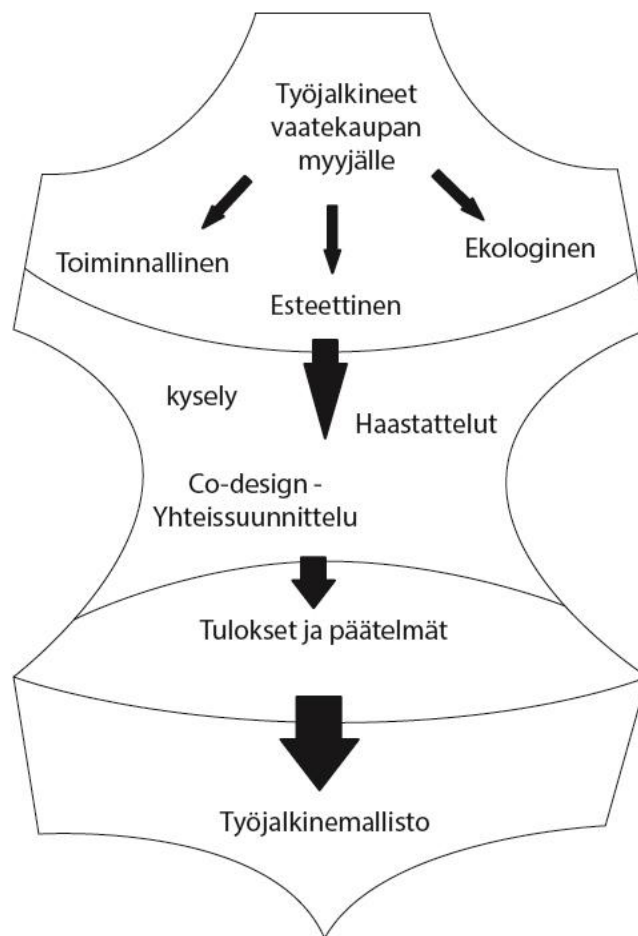 Työjalkineet
vaatekaupan
myyjälle
Toiminnallinen
Esteettinen
Ekologinen
kysely
Haastattelut
Co-design -
Yhteissuunnittelu
Tulokset ja päätelmät
Työjalkinemallisto